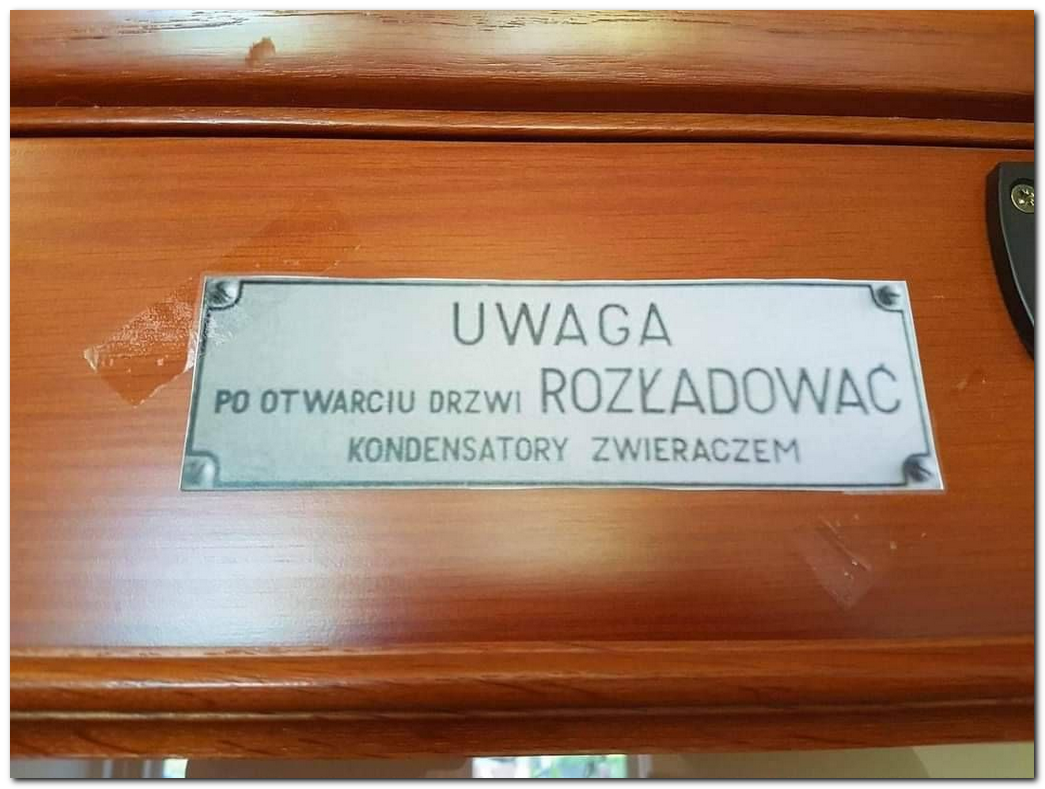 UWAGA
PO OTWARCIU DRZWI ROZŁADOWAĆ
KONDENSATORY ZWIERACZEM